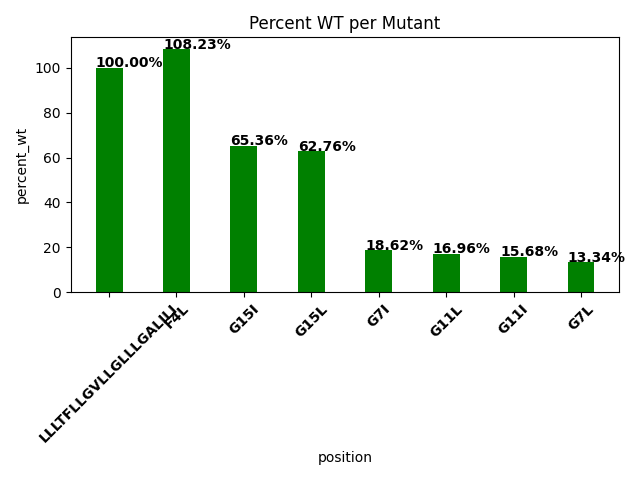 Percent WT per Mutant
percent_wt
100
80
60
40
20
0
100.00%
108.23%
65.36%
62.76%
18.62%
16.96%
15.68%
13.34%
LLLTFLLGVLLGLLLGALILI
F4L
G15I
G15L
G7I
G11L
G11I
G7L
position